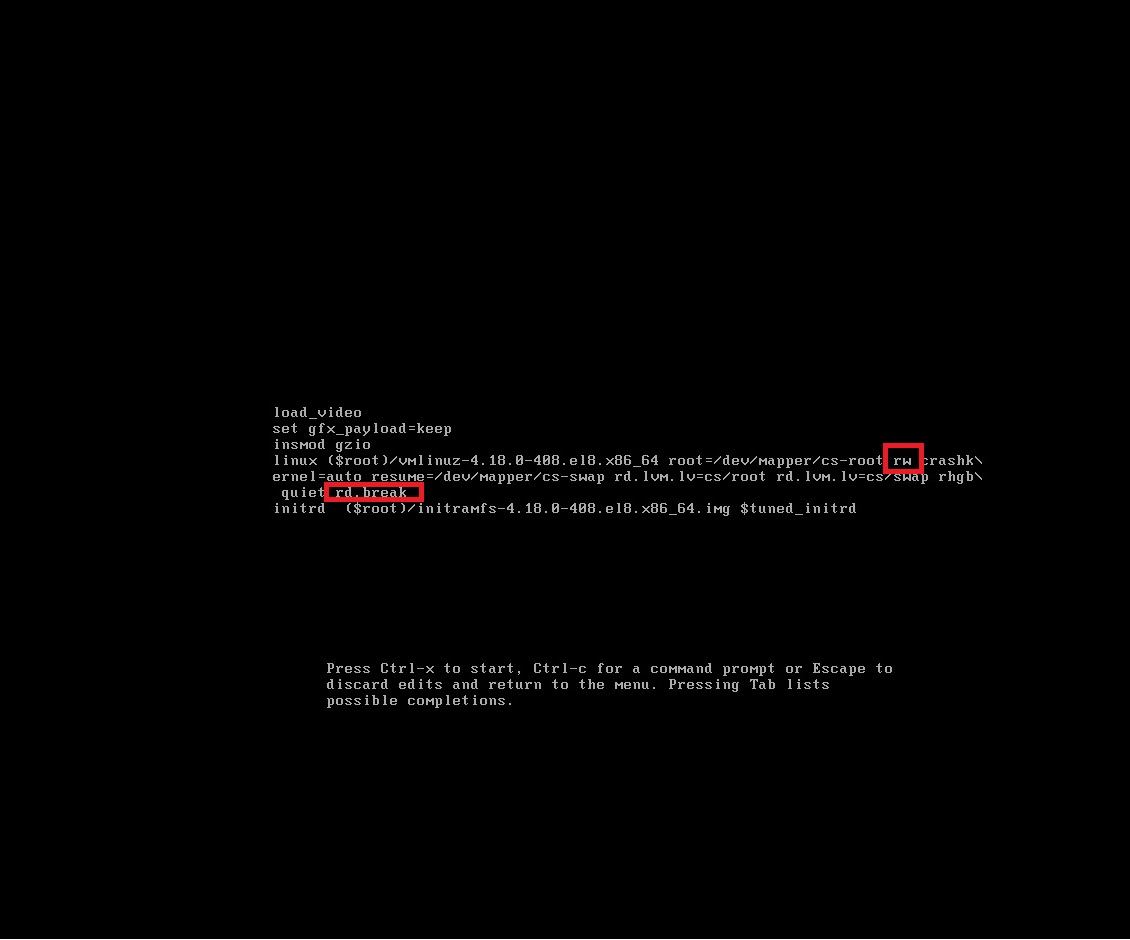 load_video
set gfx_payload=keep
insmod gzio
linux ($root)/vmlinuz-4.18.0-408.el8.x86_64 root=/dev/mapper/cs-root rw crashk\
ernel=auto resume=/dev/mapper/cs-swap rd.lvm.lv=cs/root rd.lvm.lv=cs/swap rhgb\
 quiet rd.break
initrd  ($root)/initramfs-4.18.0-408.el8.x86_64.img $tuned_initrd
Press Ctrl-x to start, Ctrl-c for a command prompt or Escape to
discard edits and return to the menu. Pressing Tab lists
possible completions.